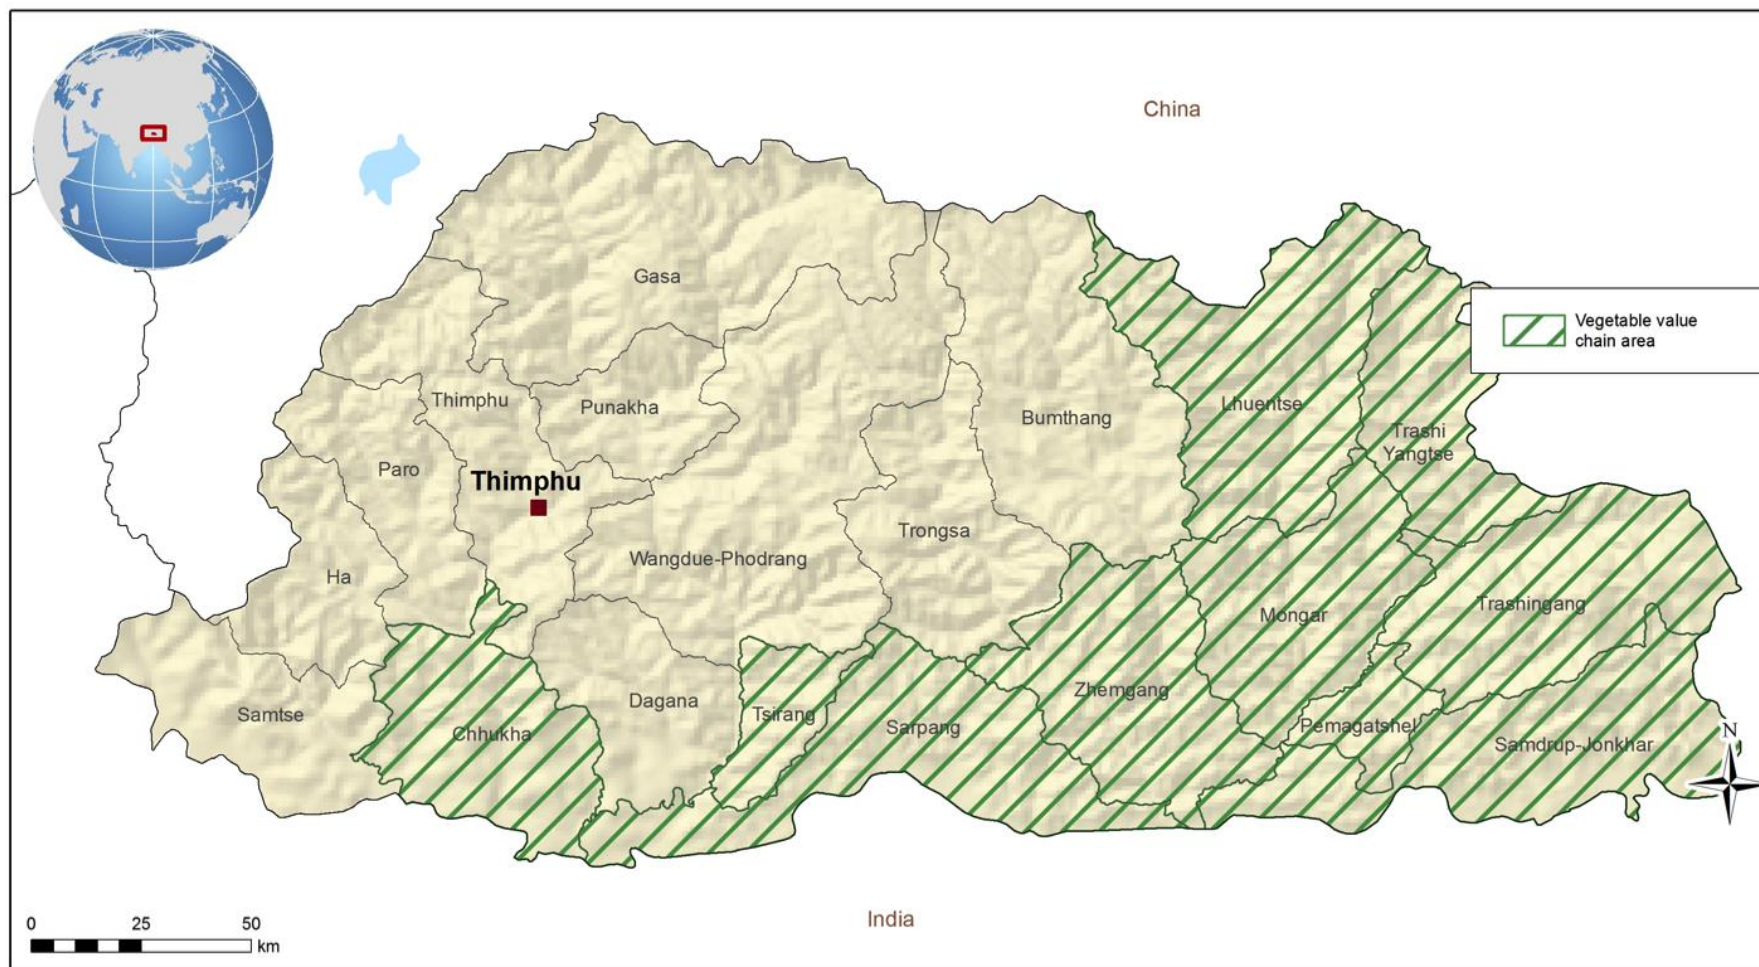 China
Gasa
Vegetable value
chain area
Thimphu
Punakha
Lhuentse
Bumthang
Trashi
Yangtse
Paro
Thimphu
Trongsa
Wangdue-Phodrang
Ha
Trashingang
Mongar
Zhemgang
Dagana
Samtse
Tsirang
Chhukha
Sarpang
Pemagatshel
Samdrup-Jonkhar
N
India
0 25 50
km